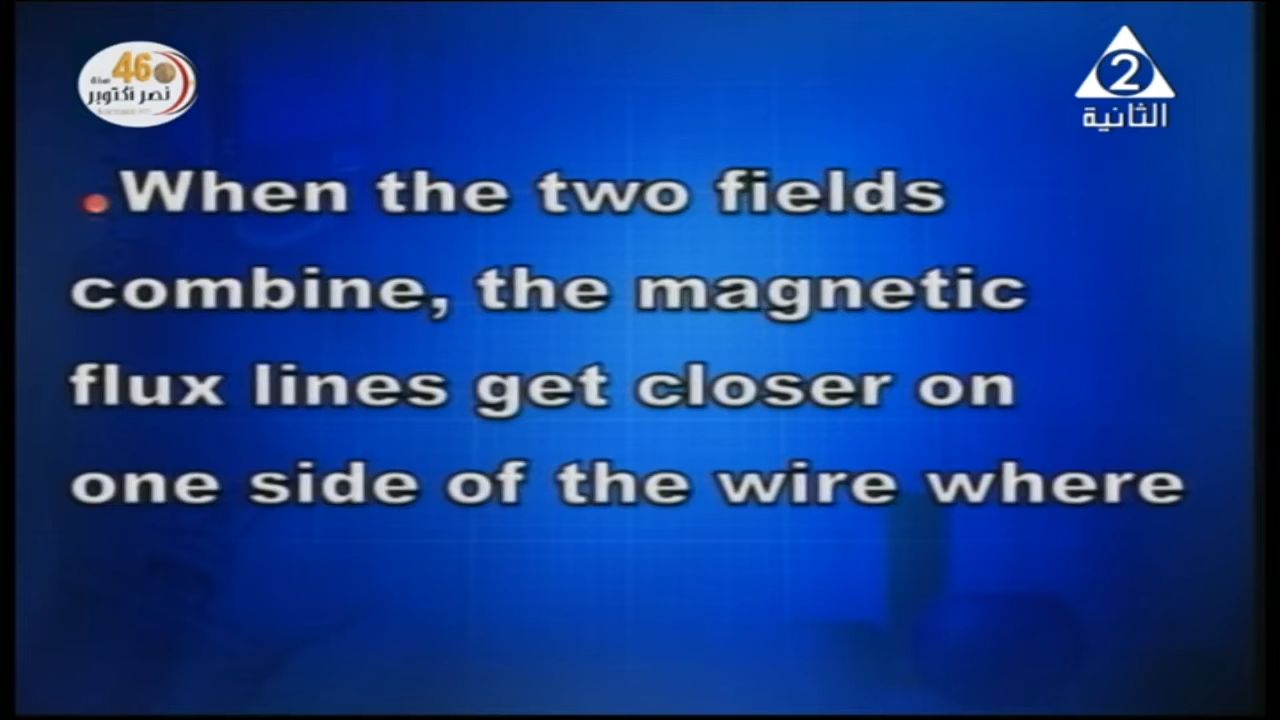 46
سنة
نصر أكتوبر
2
الثانية
.When the two fields
combine, the magnetic
flux lines get closer on
one side of the wire where